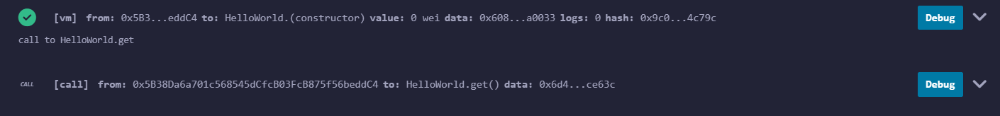 [vm] from: 0x5B3...eddC4 to: HelloWorld.(constructor) value: 0 wei data: 0x608...a0033 logs: 0 hash: 0x9c0...4c79c Debug
call to HelloWorld.get
CALL [call] from: 0x5B38Da6a701c568545dCfcB03FcB875f56beddC4 to: HelloWorld.get() data: 0x6d4...ce63c Debug